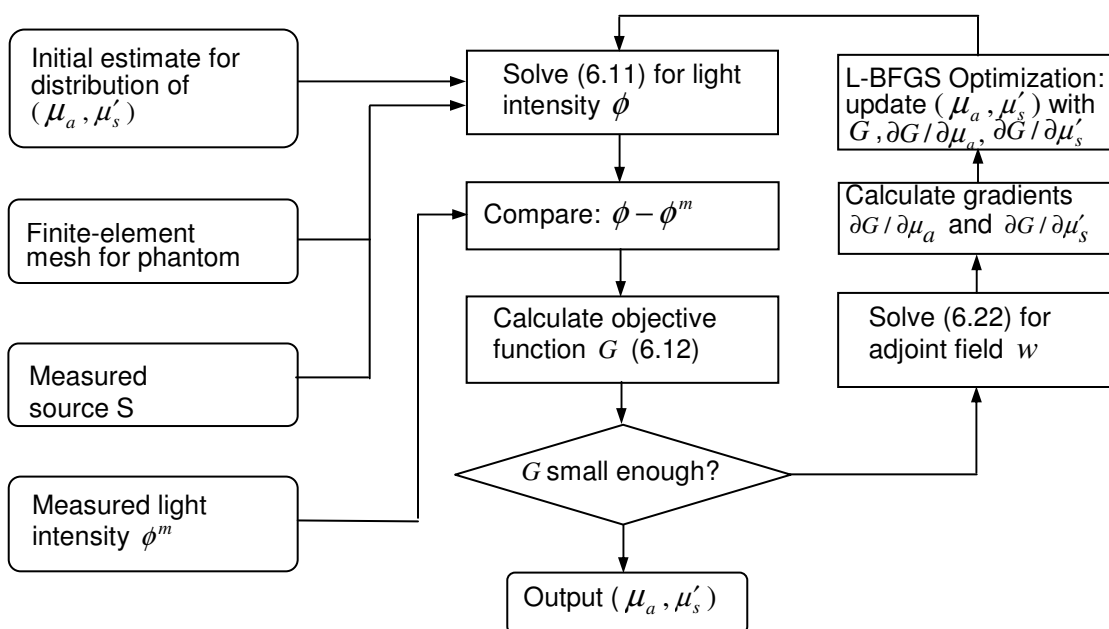 Initial estimate for
distribution of
(μₐ, μ′ₛ)
Finite-element
mesh for phantom
Measured
source S
Measured light
intensity ϕᵐ
Solve (6.11) for light
intensity ϕ
Compare: ϕ − ϕᵐ
Calculate objective
function G (6.12)
G small enough?
Output (μₐ, μ′ₛ)
L-BFGS Optimization:
update (μₐ, μ′ₛ) with
G, ∂G/∂μₐ, ∂G/∂μ′ₛ
Calculate gradients
∂G/∂μₐ and ∂G/∂μ′ₛ
Solve (6.22) for
adjoint field w